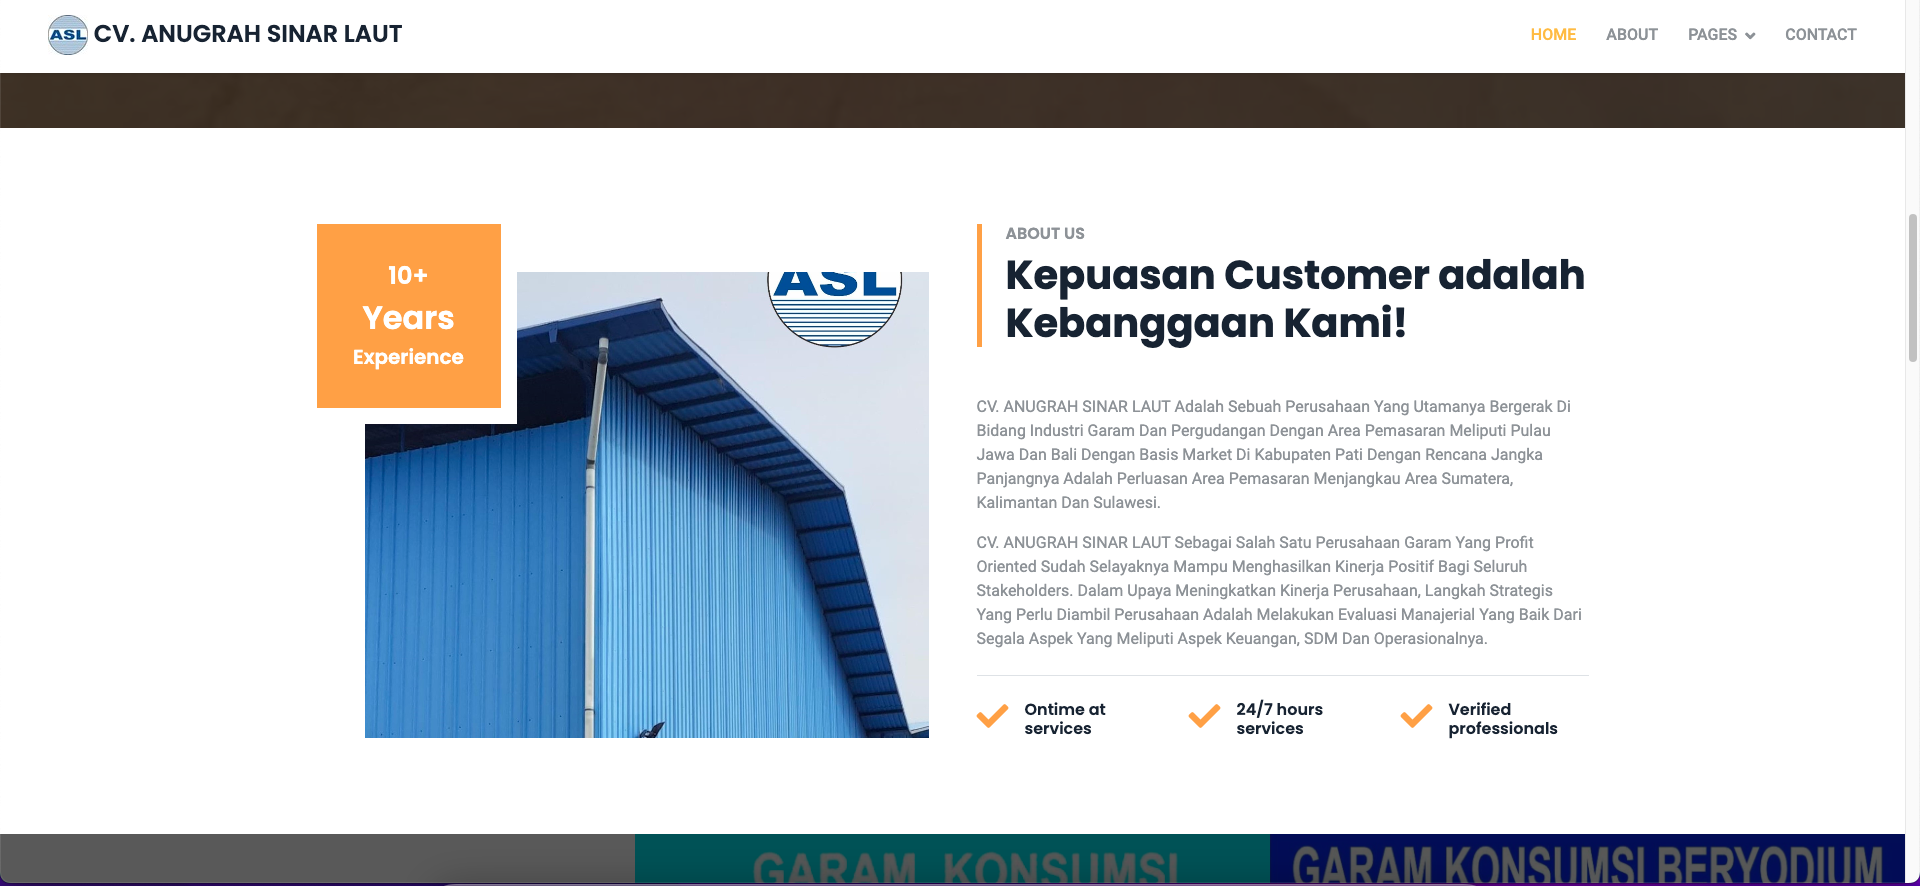 ASL CV. ANUGRAH SINAR LAUT
HOME ABOUT PAGES CONTACT
10+
Years
Experience
ASL
ABOUT US
Kepuasan Customer adalah
Kebanggaan Kami!
CV. ANUGRAH SINAR LAUT Adalah Sebuah Perusahaan Yang Utamanya Bergerak Di
Bidang Industri Garam Dan Pergudangan Dengan Area Pemasaran Meliputi Pulau
Jawa Dan Bali Dengan Basis Market Di Kabupaten Pati Dengan Rencana Jangka
Panjangnya Adalah Perluasan Area Pemasaran Menjangkau Area Sumatera,
Kalimantan Dan Sulawesi.
CV. ANUGRAH SINAR LAUT Sebagai Salah Satu Perusahaan Garam Yang Profit
Oriented Sudah Selayaknya Mampu Menghasilkan Kinerja Positif Bagi Seluruh
Stakeholders. Dalam Upaya Meningkatkan Kinerja Perusahaan, Langkah Strategis
Yang Perlu Diambil Perusahaan Adalah Melakukan Evaluasi Manajerial Yang Baik Dari
Segala Aspek Yang Meliputi Aspek Keuangan, SDM Dan Operasionalnya.
Ontime at
services
24/7 hours
services
Verified
professionals
GARAM KONSUMSI
GARAM KONSUMSI BERYODIUM